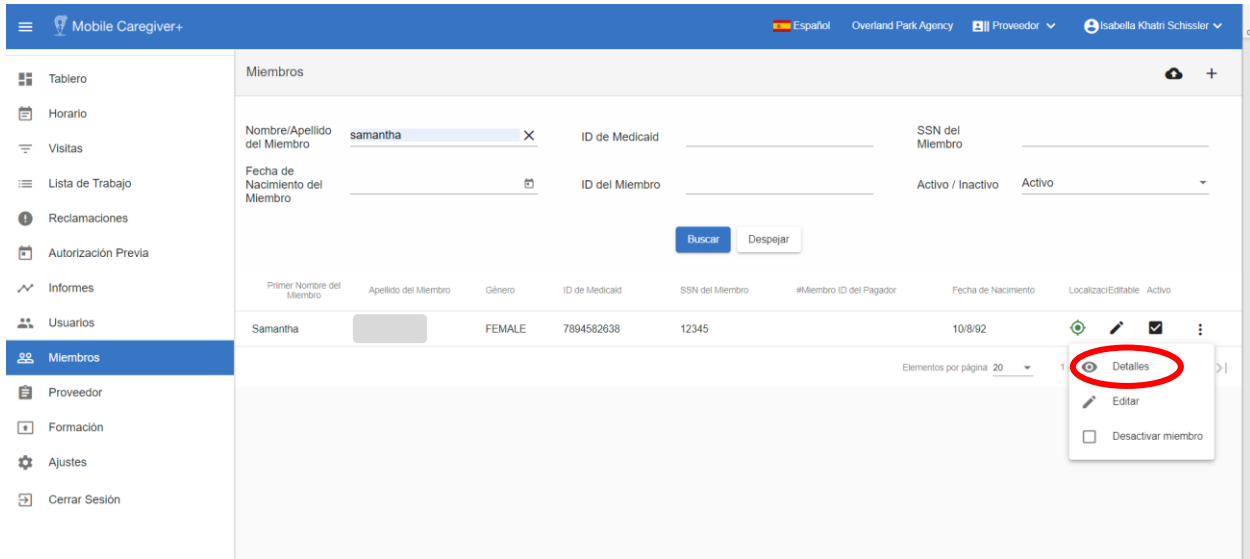 Mobile Caregiver+
Español
Overland Park Agency
Proveedor
Isabella Khatri Schissler
Tablero
Horario
Visitas
Lista de Trabajo
Reclamaciones
Autorización Previa
Informes
Usuarios
Miembros
Proveedor
Formación
Ajustes
Cerrar Sesión
Miembros
Nombre/Apellido
del Miembro
samantha
ID de Medicaid
SSN del
Miembro
Fecha de
Nacimiento del
Miembro
ID del Miembro
Activo / Inactivo
Activo
Buscar
Despejar
Primer Nombre del
Miembro
Apellido del Miembro
Género
ID de Medicaid
SSN del Miembro
#Miembro ID del Pagador
Fecha de Nacimiento
Localizaci
Editable
Activo
Samantha
FEMALE
7894582638
12345
10/8/92
Elementos por página
20
1
Detalles
Editar
Desactivar miembro